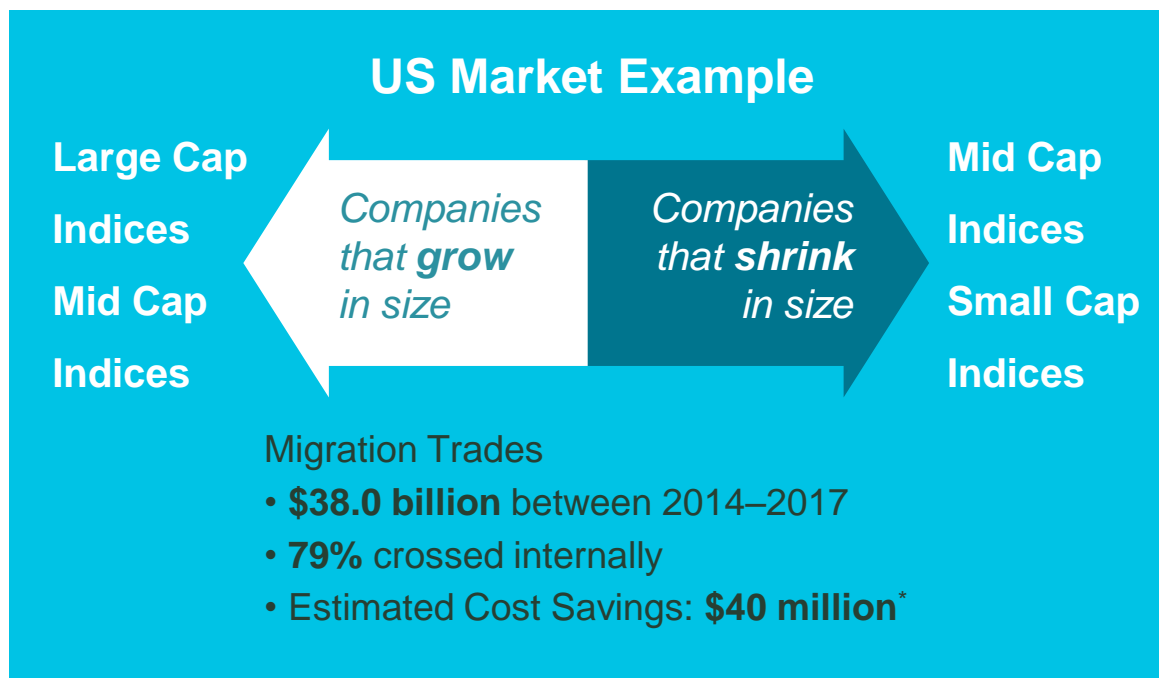 US Market Example
Large Cap
Indices
Mid Cap
Indices
Companies
that grow
in size
Companies
that shrink
in size
Mid Cap
Indices
Small Cap
Indices
Migration Trades
• $38.0 billion between 2014–2017
• 79% crossed internally
• Estimated Cost Savings: $40 million*